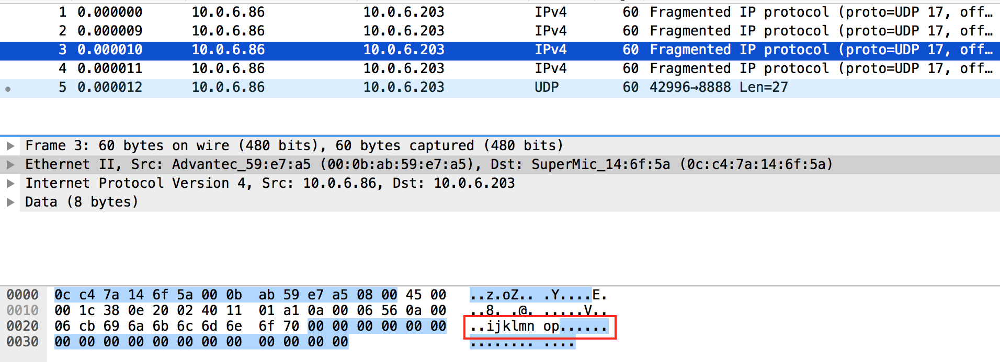 1 0.000000 10.0.6.86 10.0.6.203 IPv4 60 Fragmented IP protocol (proto=UDP 17, off…
2 0.000009 10.0.6.86 10.0.6.203 IPv4 60 Fragmented IP protocol (proto=UDP 17, off…
3 0.000010 10.0.6.86 10.0.6.203 IPv4 60 Fragmented IP protocol (proto=UDP 17, off…
4 0.000011 10.0.6.86 10.0.6.203 IPv4 60 Fragmented IP protocol (proto=UDP 17, off…
5 0.000012 10.0.6.86 10.0.6.203 UDP 60 42996→8888 Len=27
Frame 3: 60 bytes on wire (480 bits), 60 bytes captured (480 bits)
Ethernet II, Src: Advantec_59:e7:a5 (00:0b:ab:59:e7:a5), Dst: SuperMic_14:6f:5a (0c:c4:7a:14:6f:5a)
Internet Protocol Version 4, Src: 10.0.6.86, Dst: 10.0.6.203
Data (8 bytes)
0000 0c c4 7a 14 6f 5a 00 0b ab 59 e7 a5 08 00 45 00 ..z.oZ.. .Y....E.
0010 00 1c 38 0e 20 02 40 11 01 a1 0a 00 06 56 0a 00 ..8. .@. .....V..
0020 06 cb 69 6a 6b 6c 6d 6e 6f 70 00 00 00 00 00 00 ..ijklmn op......
0030 00 00 00 00 00 00 00 00 00 00 00 00 ........ ....